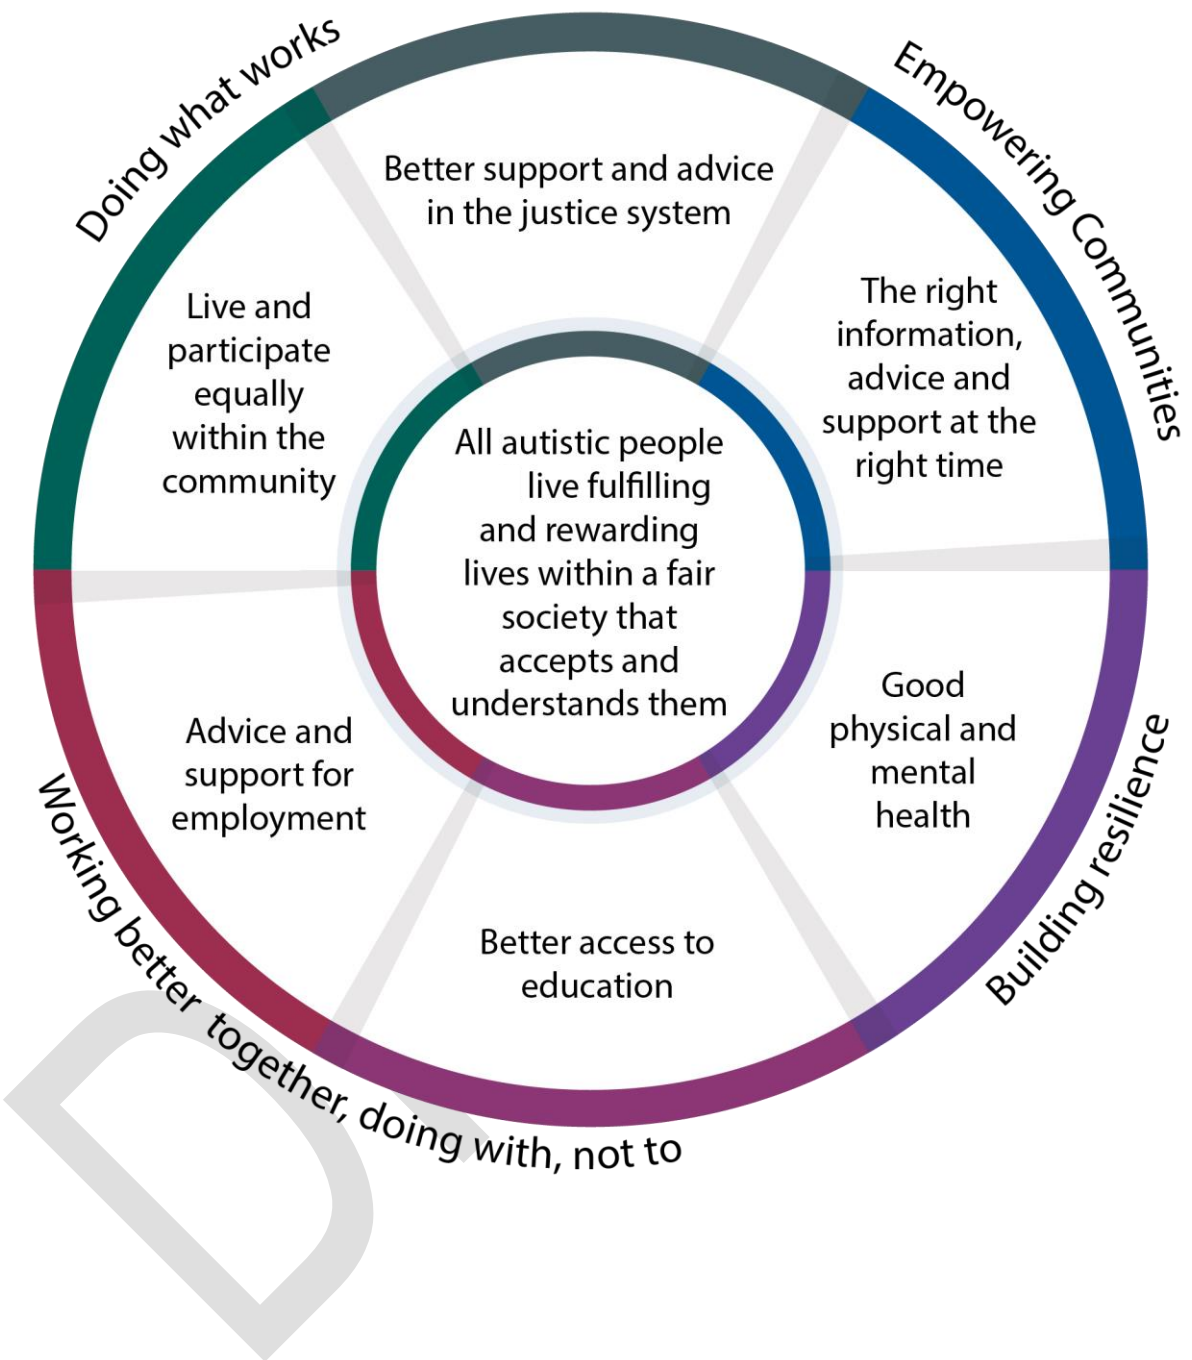 Doing what works
Empowering Communities
Better support and advice
in the justice system
Live and
participate
equally
within the
community
The right
information,
advice and
support at the
right time
All autistic people
live fulfilling
and rewarding
lives within a fair
society that
accepts and
understands them
Advice and
support for
employment
Good
physical and
mental
health
Better access to
education
Building resilience
Working better together, doing with, not to